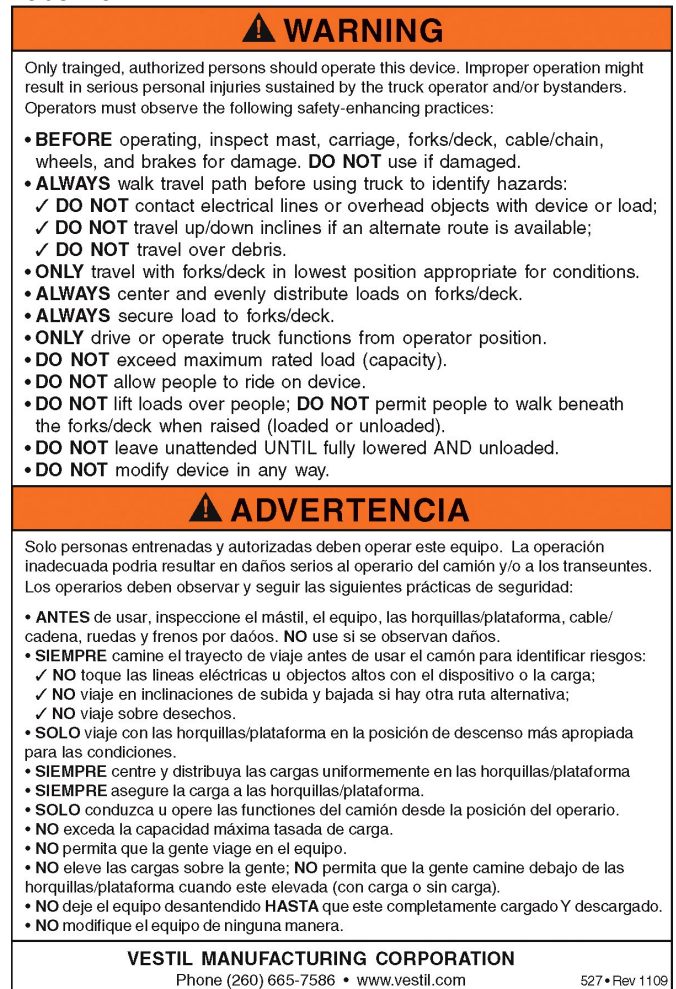 WARNING
Only trainged, authorized persons should operate this device. Improper operation might
result in serious personal injuries sustained by the truck operator and/or bystanders.
Operators must observe the following safety-enhancing practices:
• BEFORE operating, inspect mast, carriage, forks/deck, cable/chain,
wheels, and brakes for damage. DO NOT use if damaged.
• ALWAYS walk travel path before using truck to identify hazards:
✓ DO NOT contact electrical lines or overhead objects with device or load;
✓ DO NOT travel up/down inclines if an alternate route is available;
✓ DO NOT travel over debris.
• ONLY travel with forks/deck in lowest position appropriate for conditions.
• ALWAYS center and evenly distribute loads on forks/deck.
• ALWAYS secure load to forks/deck.
• ONLY drive or operate truck functions from operator position.
• DO NOT exceed maximum rated load (capacity).
• DO NOT allow people to ride on device.
• DO NOT lift loads over people; DO NOT permit people to walk beneath
the forks/deck when raised (loaded or unloaded).
• DO NOT leave unattended UNTIL fully lowered AND unloaded.
• DO NOT modify device in any way.
ADVERTENCIA
Solo personas entrenadas y autorizadas deben operar este equipo. La operación
inadecuada podria resultar en daños serios al operario del camión y/o a los transeuntes.
Los operarios deben observar y seguir las siguientes prácticas de seguridad:
• ANTES de usar, inspeccione el mástil, el equipo, las horquillas/plataforma, cable/
cadena, ruedas y frenos por daóos. NO use si se observan daños.
• SIEMPRE camine el trayecto de viaje antes de usar el camón para identificar riesgos:
✓ NO toque las lineas eléctricas u objectos altos con el dispositivo o la carga;
✓ NO viaje en inclinaciones de subida y bajada si hay otra ruta alternativa;
✓ NO viaje sobre desechos.
• SOLO viaje con las horquillas/plataforma en la posición de descenso más apropiada
para las condiciones.
• SIEMPRE centre y distribuya las cargas uniformemente en las horquillas/plataforma
• SIEMPRE asegure la carga a las horquillas/plataforma.
• SOLO conduzca u opere las functiones del camión desde la posición del operario.
• NO exceda la capacidad máxima tasada de carga.
• NO permita que la gente viage en el equipo.
• NO eleve las cargas sobre la gente; NO permita que la gente camine debajo de las
horquillas/plataforma cuando este elevada (con carga o sin carga).
• NO deje el equipo desantendido HASTA que este completamente cargado Y descargado.
• NO modifique el equipo de ninguna manera.
VESTIL MANUFACTURING CORPORATION
Phone (260) 665-7586 • www.vestil.com
527 • Rev 1109